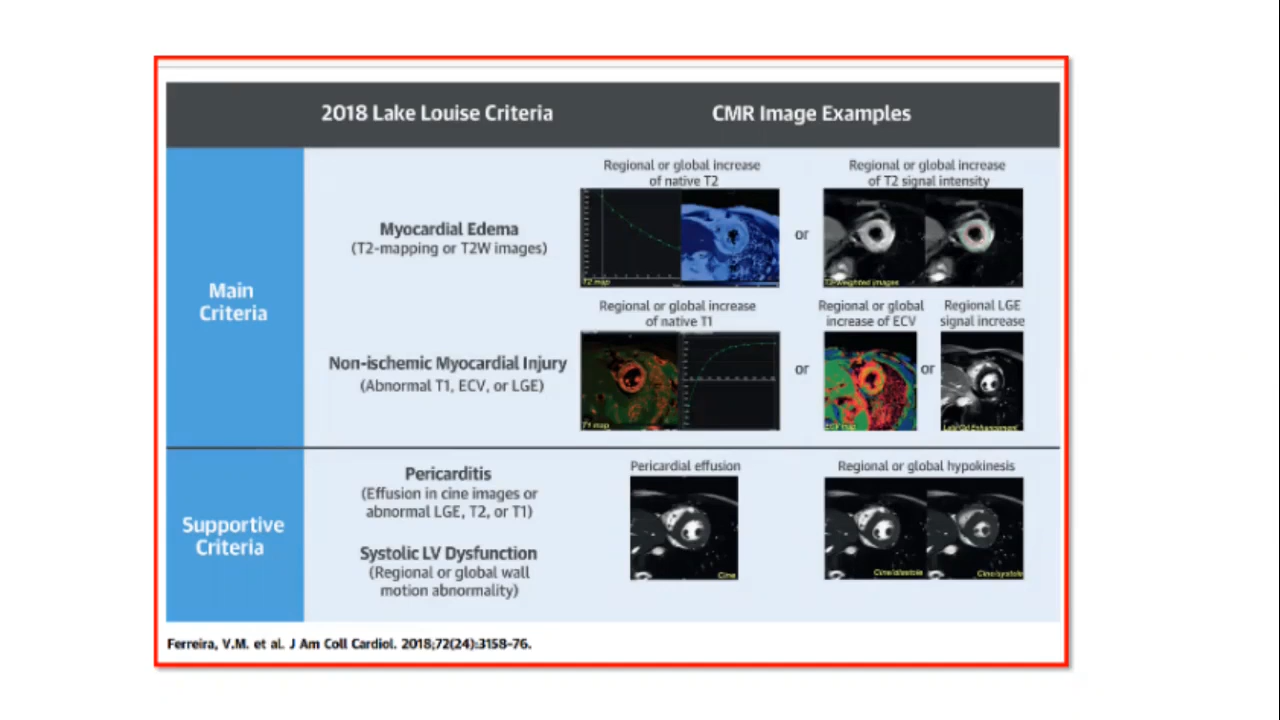 2018 Lake Louise Criteria
CMR Image Examples
Main
Criteria
Myocardial Edema
(T2-mapping or T2W images)
Regional or global increase
of native T2
T2 map
or
Regional or global increase
of T2 signal intensity
T2-weighted images
Non-ischemic Myocardial Injury
(Abnormal T1, ECV, or LGE)
Regional or global increase
of native T1
T1 map
or
Regional or global
increase of ECV
ECV map
or
Regional LGE
signal increase
Late Gd Enhancement
Supportive
Criteria
Pericarditis
(Effusion in cine images or
abnormal LGE, T2, or T1)
Systolic LV Dysfunction
(Regional or global wall
motion abnormality)
Pericardial effusion
Cine
Regional or global hypokinesis
Cine/diastole
Cine/systole
Ferreira, V.M. et al. J Am Coll Cardiol. 2018;72(24):3158-76.